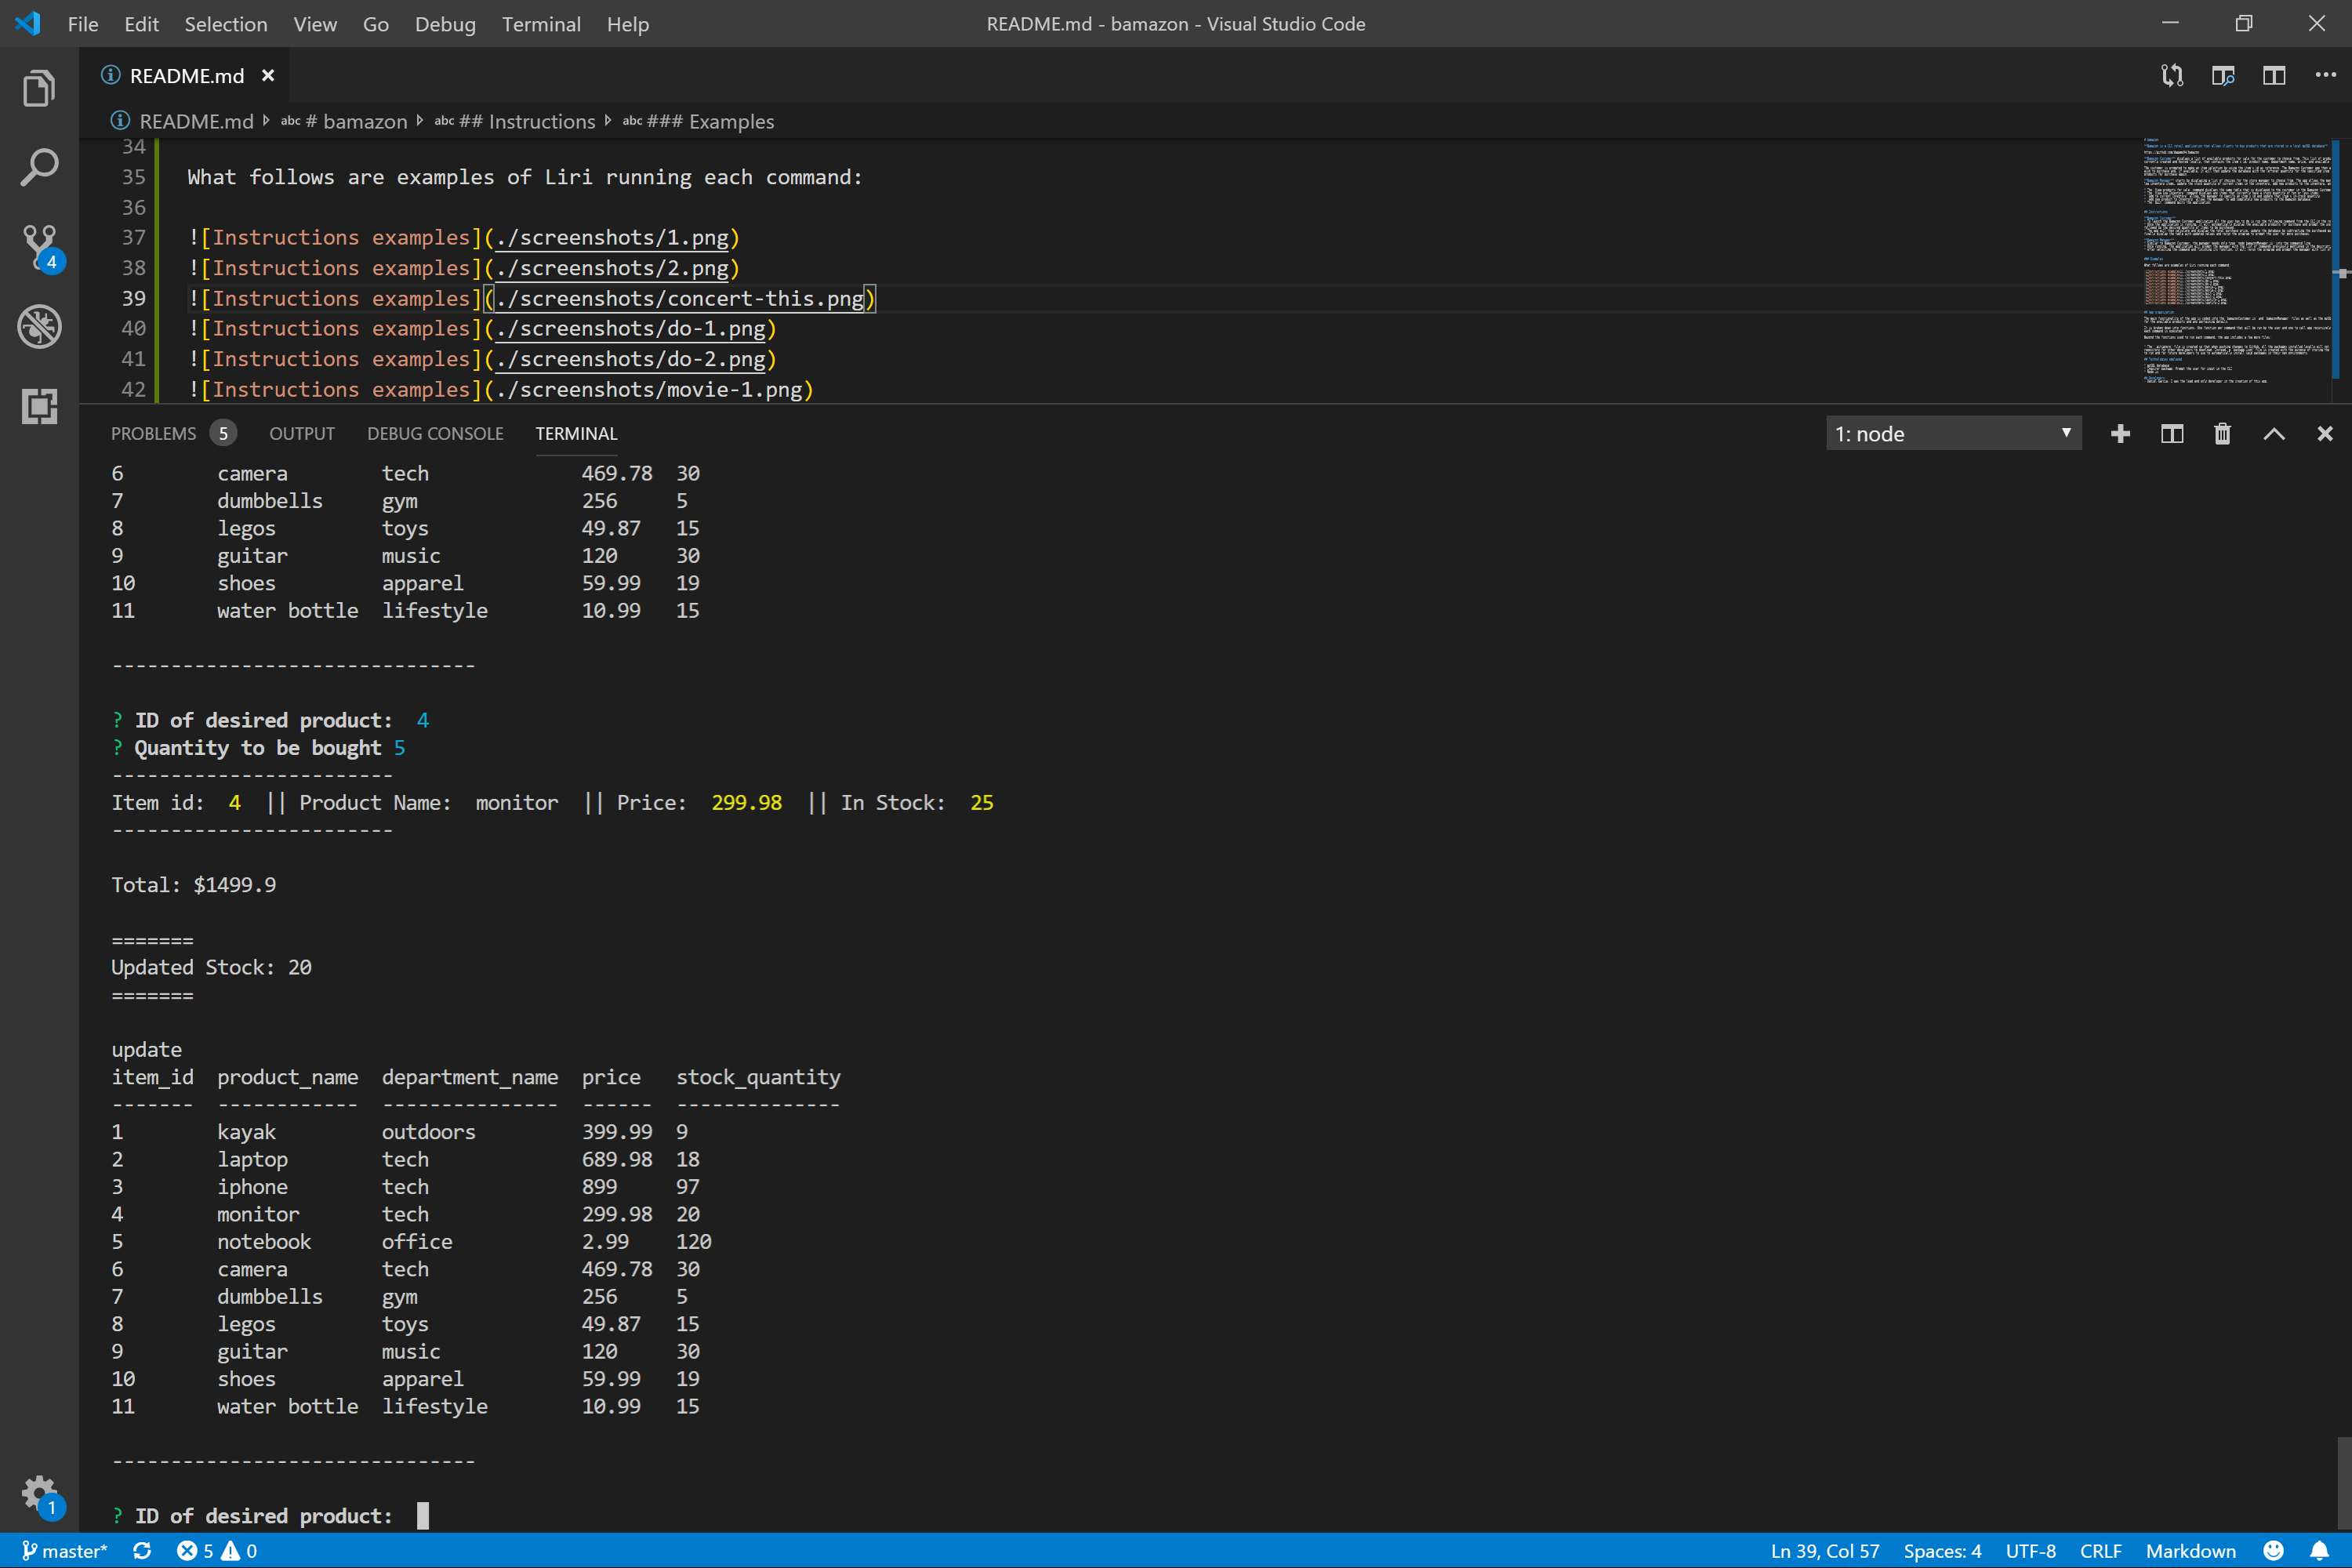 File Edit Selection View Go Debug Terminal Help
README.md - bamazon - Visual Studio Code
README.md
README.md # bamazon ## Instructions ### Examples
34
35 What follows are examples of Liri running each command:
36
37 ![Instructions examples](./screenshots/1.png)
38 ![Instructions examples](./screenshots/2.png)
39 ![Instructions examples](./screenshots/concert-this.png)
40 ![Instructions examples](./screenshots/do-1.png)
41 ![Instructions examples](./screenshots/do-2.png)
42 ![Instructions examples](./screenshots/movie-1.png)
PROBLEMS 5 OUTPUT DEBUG CONSOLE TERMINAL 1: node
6 camera tech 469.78 30
7 dumbbells gym 256 5
8 legos toys 49.87 15
9 guitar music 120 30
10 shoes apparel 59.99 19
11 water bottle lifestyle 10.99 15
-------------------------------
? ID of desired product: 4
? Quantity to be bought 5
------------------------
Item id: 4 || Product Name: monitor || Price: 299.98 || In Stock: 25
------------------------
Total: $1499.9
=======
Updated Stock: 20
=======
update
item_id product_name department_name price stock_quantity
------- ------------ --------------- ------ --------------
1 kayak outdoors 399.99 9
2 laptop tech 689.98 18
3 iphone tech 899 97
4 monitor tech 299.98 20
5 notebook office 2.99 120
6 camera tech 469.78 30
7 dumbbells gym 256 5
8 legos toys 49.87 15
9 guitar music 120 30
10 shoes apparel 59.99 19
11 water bottle lifestyle 10.99 15
-------------------------------
? ID of desired product:
4
1
master* 5 0 Ln 39, Col 57 Spaces: 4 UTF-8 CRLF Markdown